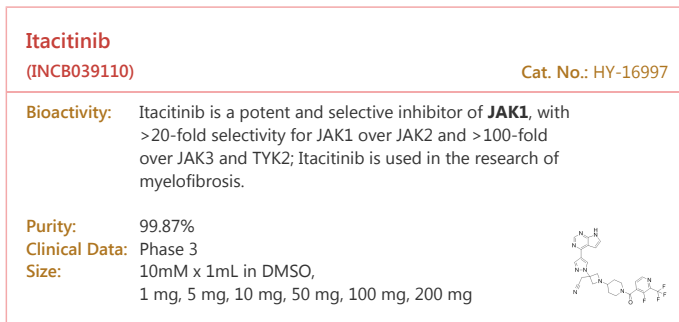 Itacitinib
(INCB039110)
Cat. No.: HY-16997
Bioactivity: Itacitinib is a potent and selective inhibitor of JAK1, with
>20-fold selectivity for JAK1 over JAK2 and >100-fold
over JAK3 and TYK2; Itacitinib is used in the research of
myelofibrosis.
Purity: 99.87%
Clinical Data: Phase 3
Size: 10mM x 1mL in DMSO,
1 mg, 5 mg, 10 mg, 50 mg, 100 mg, 200 mg
H
N
N
N
N
N
N
N
N
N
O
F
F
F
F